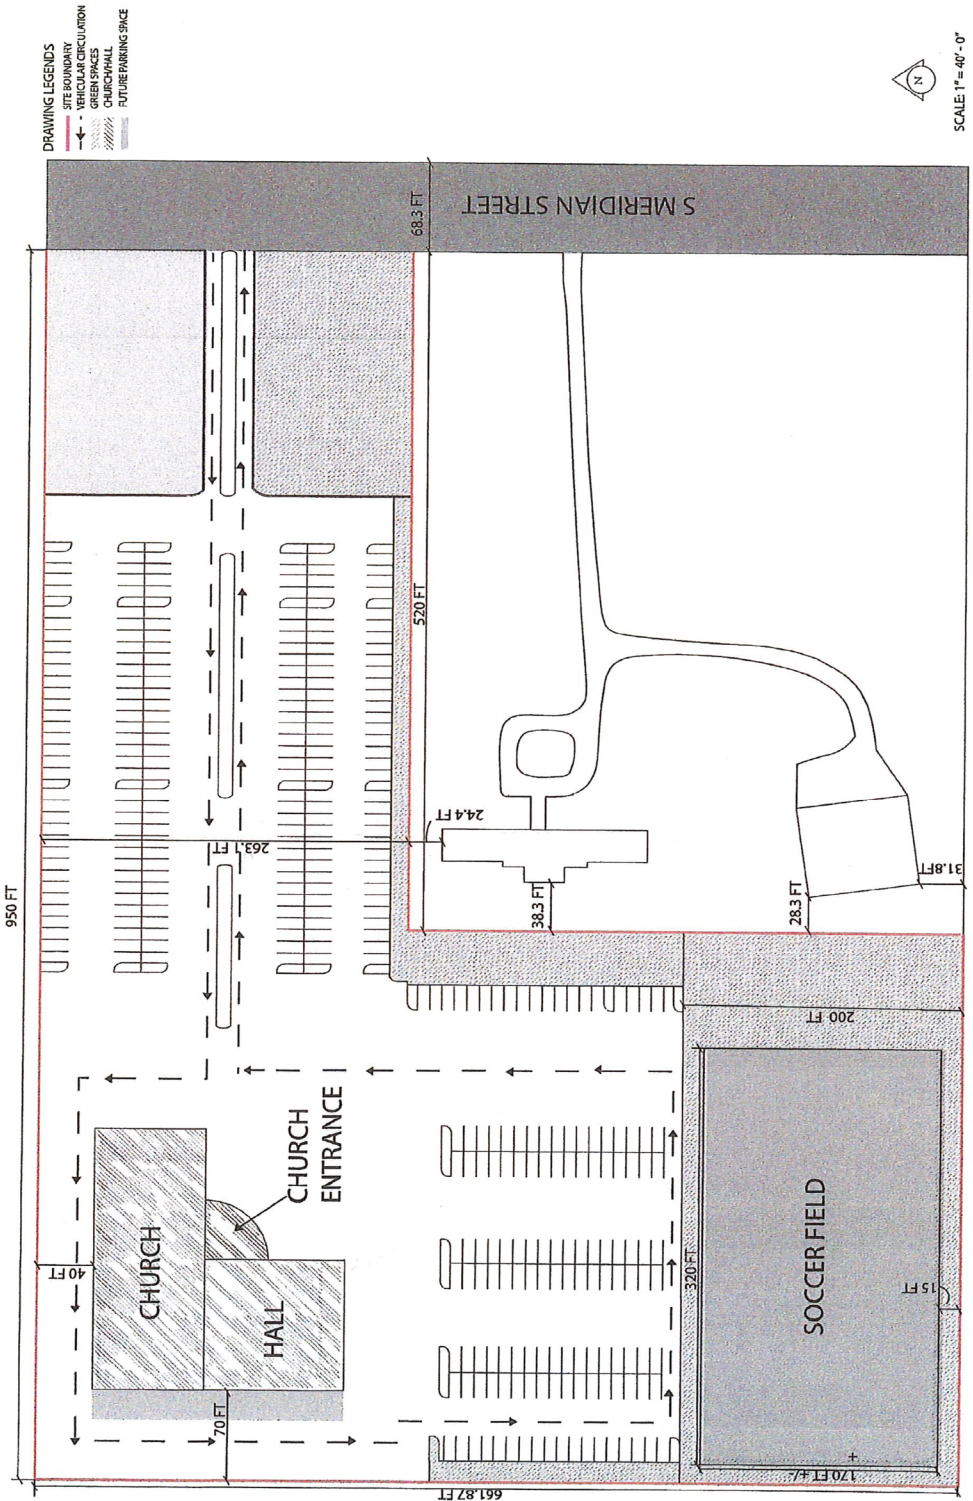 DRAWING LEGENDS
SITE BOUNDARY
VEHICULAR CIRCULATION
GREEN SPACES
CHURCH/HALL
FUTURE PARKING SPACE
N
SCALE: 1" = 40' - 0"
950 FT
68.3 FT
S MERIDIAN STREET
520 FT
263.1 FT
24.4 FT
38.3 FT
28.3 FT
31.8FT
200 FT
CHURCH
ENTRANCE
CHURCH
HALL
40 FT
70 FT
320 FT
SOCCER FIELD
15 FT
170 FT +/-
661.87 FT